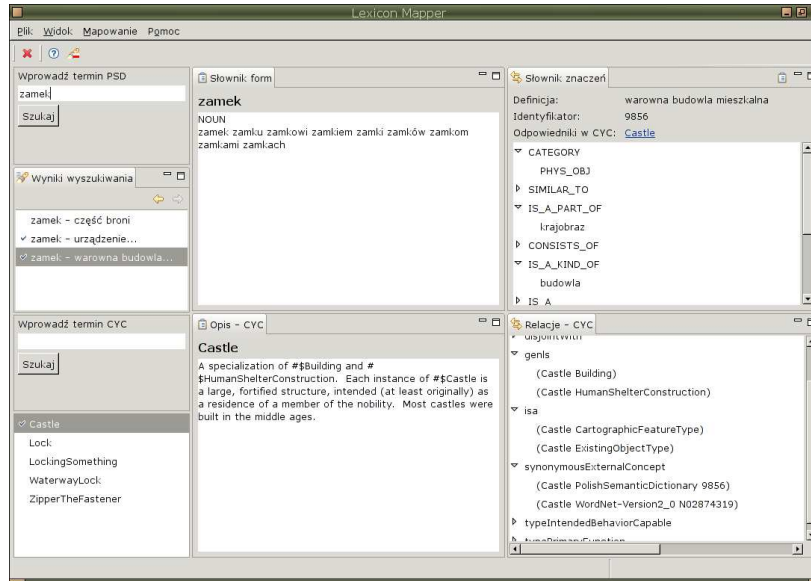 Lexicon Mapper
Plik Widok Mapowanie Pomoc
Wprowadź termin PSD
zamek
Szukaj
Wyniki wyszukiwania
zamek - część broni
zamek - urządzenie...
zamek - warowna budowla...
Wprowadź termin CYC
Szukaj
Castle
Lock
LockingSomething
WaterwayLock
ZipperTheFastener
Słownik form
zamek
NOUN
zamek zamku zamkowi zamkiem zamki zamków zamkom
zamkami zamkach
Opis - CYC
Castle
A specialization of #$Building and #
$HumanShelterConstruction. Each instance of #$Castle is
a large, fortified structure, intended (at least originally) as
a residence of a member of the nobility. Most castles were
built in the middle ages.
Słownik znaczeń
Definicja: warowna budowla mieszkalna
Identyfikator: 9856
Odpowiedniki w CYC: Castle
CATEGORY
PHYS_OBJ
SIMILAR_TO
IS_A_PART_OF
krajobraz
CONSISTS_OF
IS_A_KIND_OF
budowla
IS_A
Relacje - CYC
disjointWith
genls
(Castle Building)
(Castle HumanShelterConstruction)
isa
(Castle CartographicFeatureType)
(Castle ExistingObjectType)
synonymousExternalConcept
(Castle PolishSemanticDictionary 9856)
(Castle WordNet-Version2_0 N02874319)
typeIntendedBehaviorCapable
typePrimaryFunction